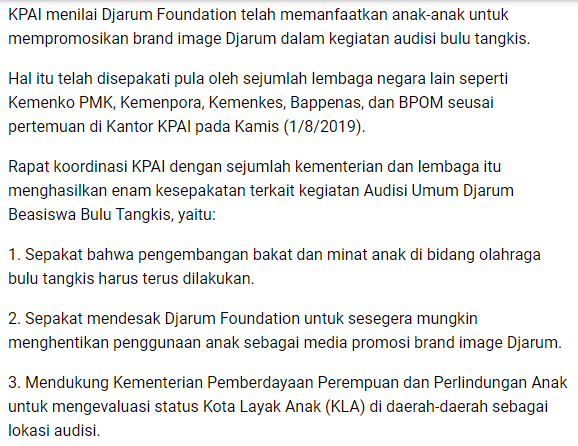 KPAI menilai Djarum Foundation telah memanfaatkan anak-anak untuk
mempromosikan brand image Djarum dalam kegiatan audisi bulu tangkis.
Hal itu telah disepakati pula oleh sejumlah lembaga negara lain seperti
Kemenko PMK, Kemenpora, Kemenkes, Bappenas, dan BPOM seusai
pertemuan di Kantor KPAI pada Kamis (1/8/2019).
Rapat koordinasi KPAI dengan sejumlah kementerian dan lembaga itu
menghasilkan enam kesepakatan terkait kegiatan Audisi Umum Djarum
Beasiswa Bulu Tangkis, yaitu:
1. Sepakat bahwa pengembangan bakat dan minat anak di bidang olahraga
bulu tangkis harus terus dilakukan.
2. Sepakat mendesak Djarum Foundation untuk sesegera mungkin
menghentikan penggunaan anak sebagai media promosi brand image Djarum.
3. Mendukung Kementerian Pemberdayaan Perempuan dan Perlindungan Anak
untuk mengevaluasi status Kota Layak Anak (KLA) di daerah-daerah sebagai
lokasi audisi.